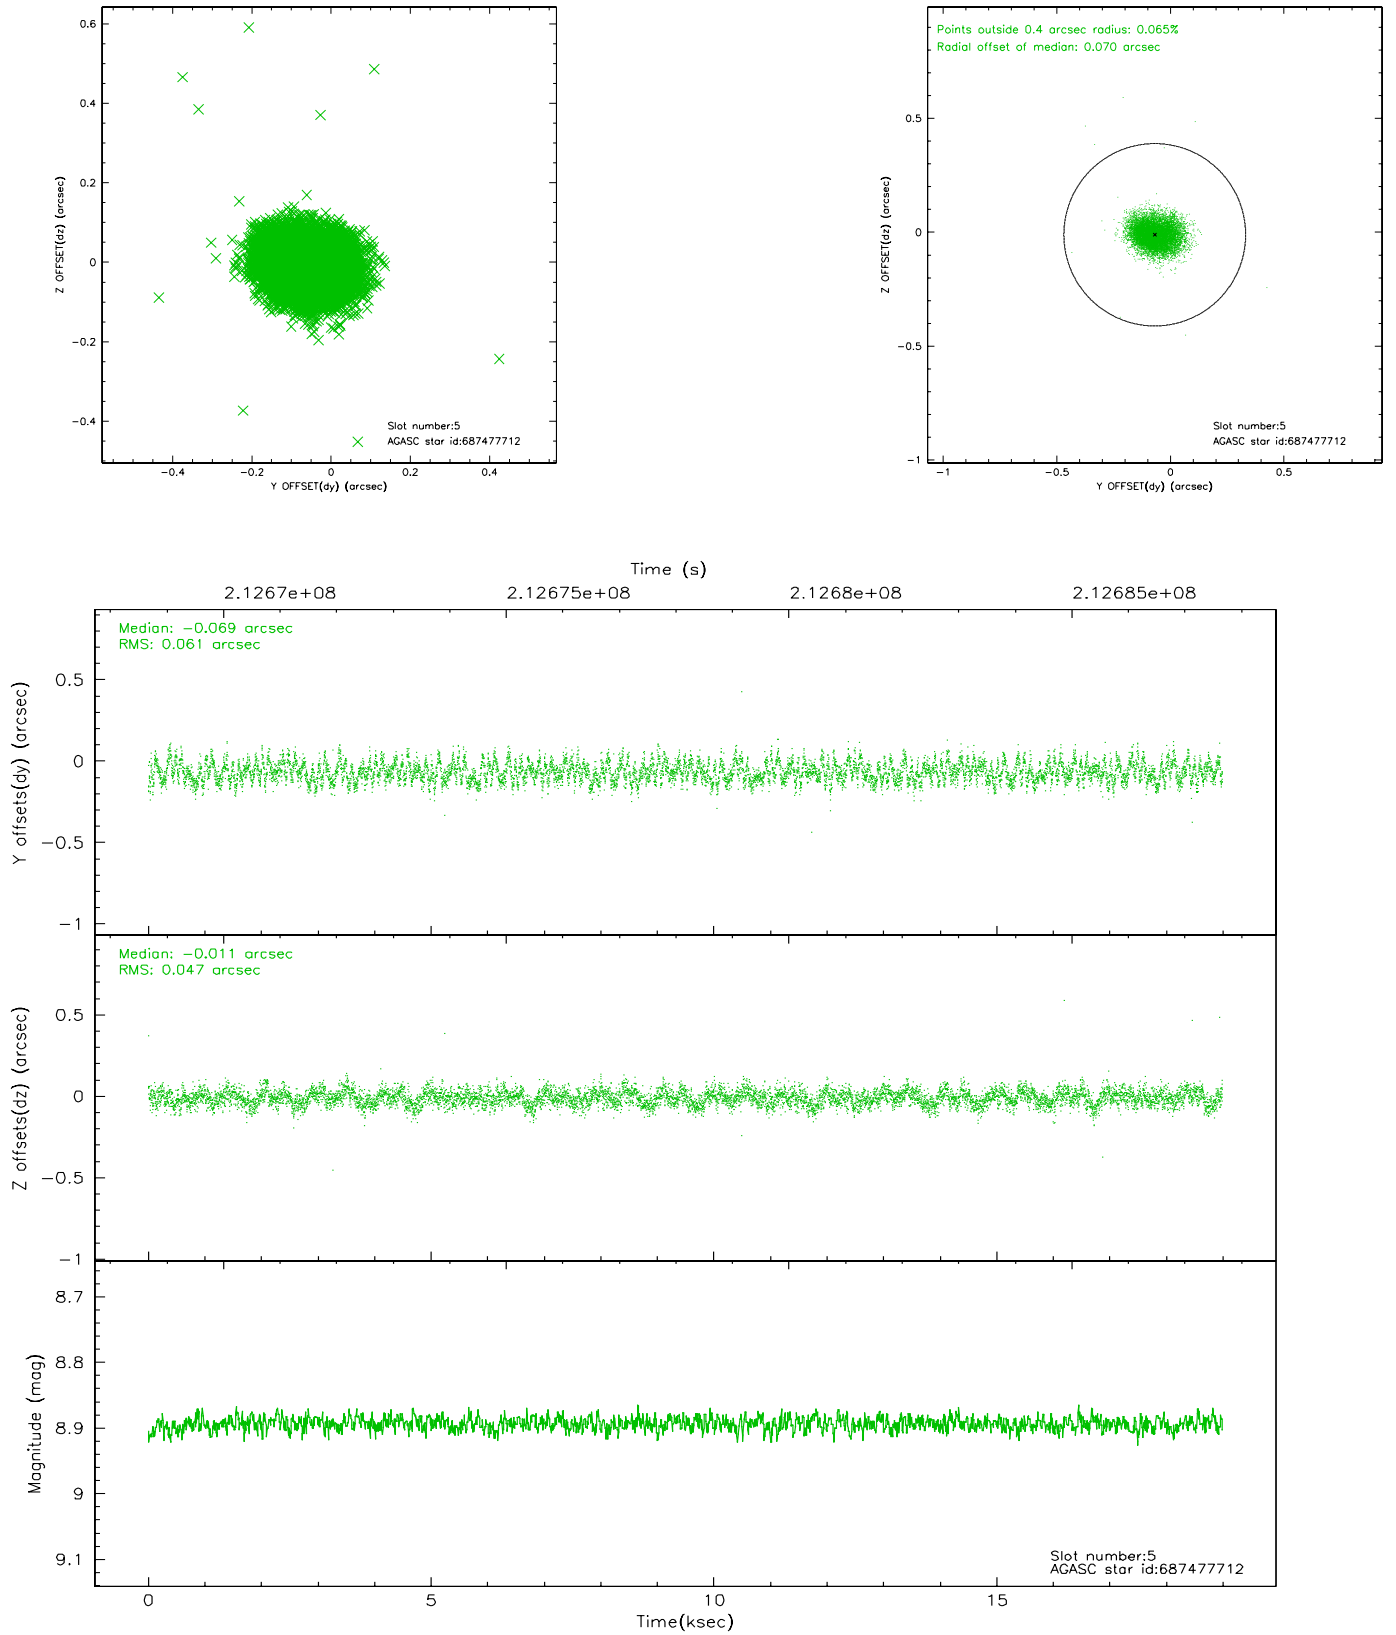 0.6
0.4
0.2
0
−0.2
−0.4
Z OFFSET(dz) (arcsec)
Slot number:5
AGASC star id:687477712
−0.4
−0.2
0
0.2
0.4
Y OFFSET(dy) (arcsec)
Points outside 0.4 arcsec radius: 0.065%
Radial offset of median: 0.070 arcsec
0.5
0
−0.5
−1
Z OFFSET(dz) (arcsec)
Slot number:5
AGASC star id:687477712
−1
−0.5
0
0.5
Y OFFSET(dy) (arcsec)
Time (s)
2.1267e+08
2.12675e+08
2.1268e+08
2.12685e+08
Median: −0.069 arcsec
RMS: 0.061 arcsec
0.5
0
−0.5
−1
Y offsets(dy) (arcsec)
Median: −0.011 arcsec
RMS: 0.047 arcsec
0.5
0
−0.5
−1
Z offsets(dz) (arcsec)
8.7
8.8
8.9
9
9.1
Magnitude (mag)
Slot number:5
AGASC star id:687477712
0
5
10
15
Time(ksec)